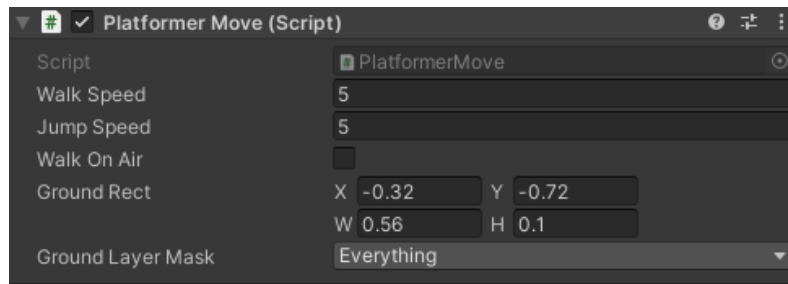 # Platformer Move (Script)
Script # PlatformerMove
Walk Speed 5
Jump Speed 5
Walk On Air
Ground Rect X -0.32 Y -0.72
W 0.56 H 0.1
Ground Layer Mask Everything